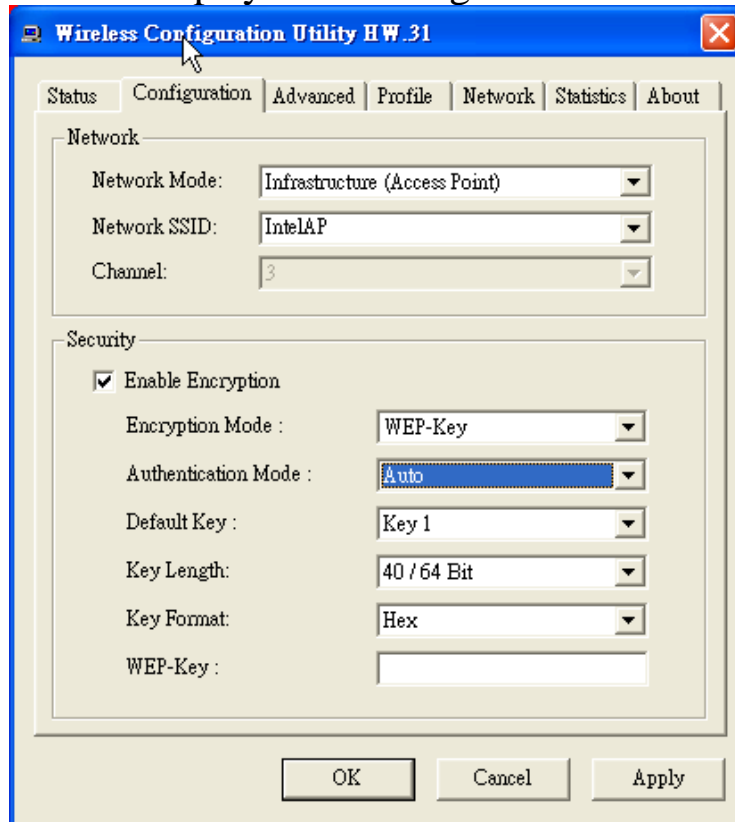 Wireless Configuration Utility HW.31
Status Configuration Advanced Profile Network Statistics About
Network
Network Mode: Infrastructure (Access Point)
Network SSID: IntelAP
Channel: 3
Security
Enable Encryption
Encryption Mode : WEP-Key
Authentication Mode : Auto
Default Key : Key 1
Key Length: 40 / 64 Bit
Key Format: Hex
WEP-Key :
OK Cancel Apply